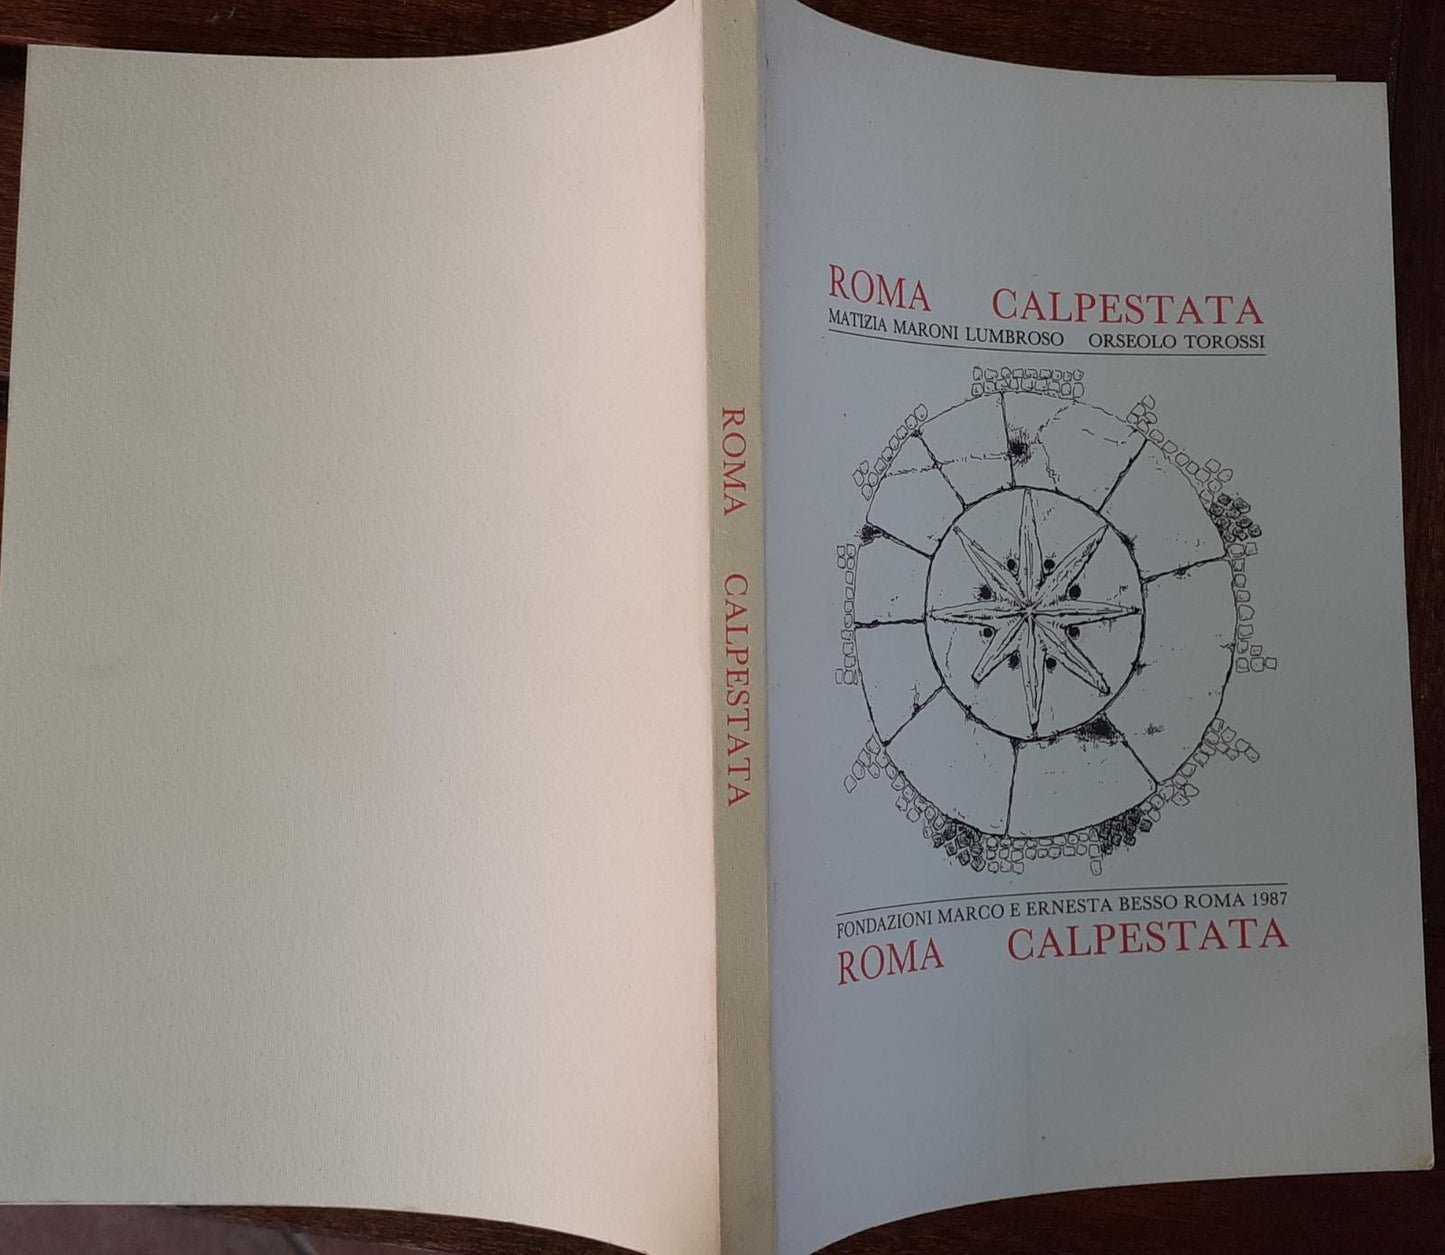 ROMA CALPESTATA
ROMA CALPESTATA
MATIZIA MARONI LUMBROSO ORSEOLO TOROSSI
FONDAZIONI MARCO E ERNESTA BESSO ROMA 1987
ROMA CALPESTATA